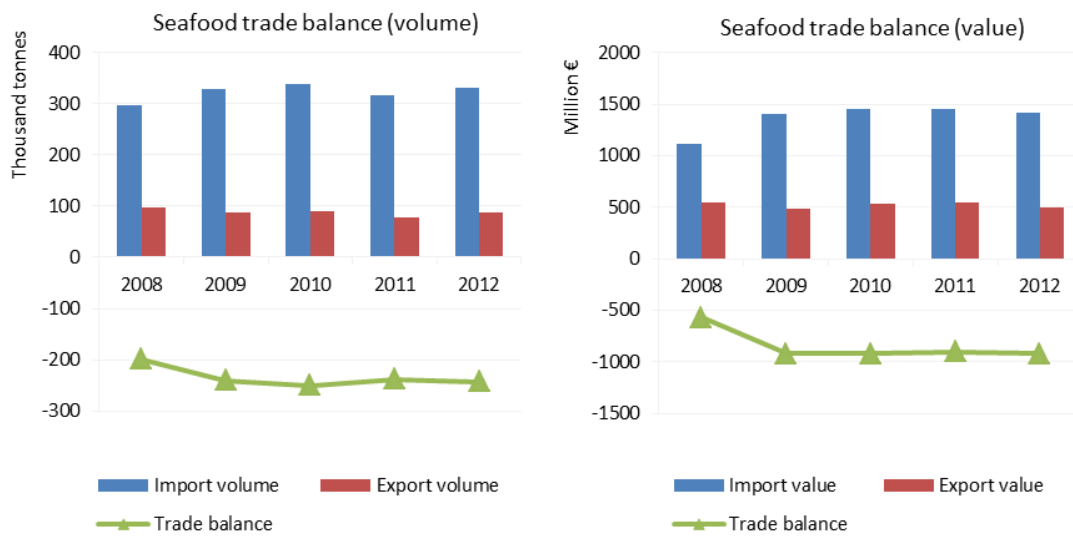 Seafood trade balance (volume)
Thousand tonnes
400
300
200
100
0
2008 2009 2010 2011 2012
-100
-200
-300
Import volume Export volume
Trade balance
Seafood trade balance (value)
Million €
2000
1500
1000
500
0
2008 2009 2010 2011 2012
-500
-1000
-1500
Import value Export value
Trade balance